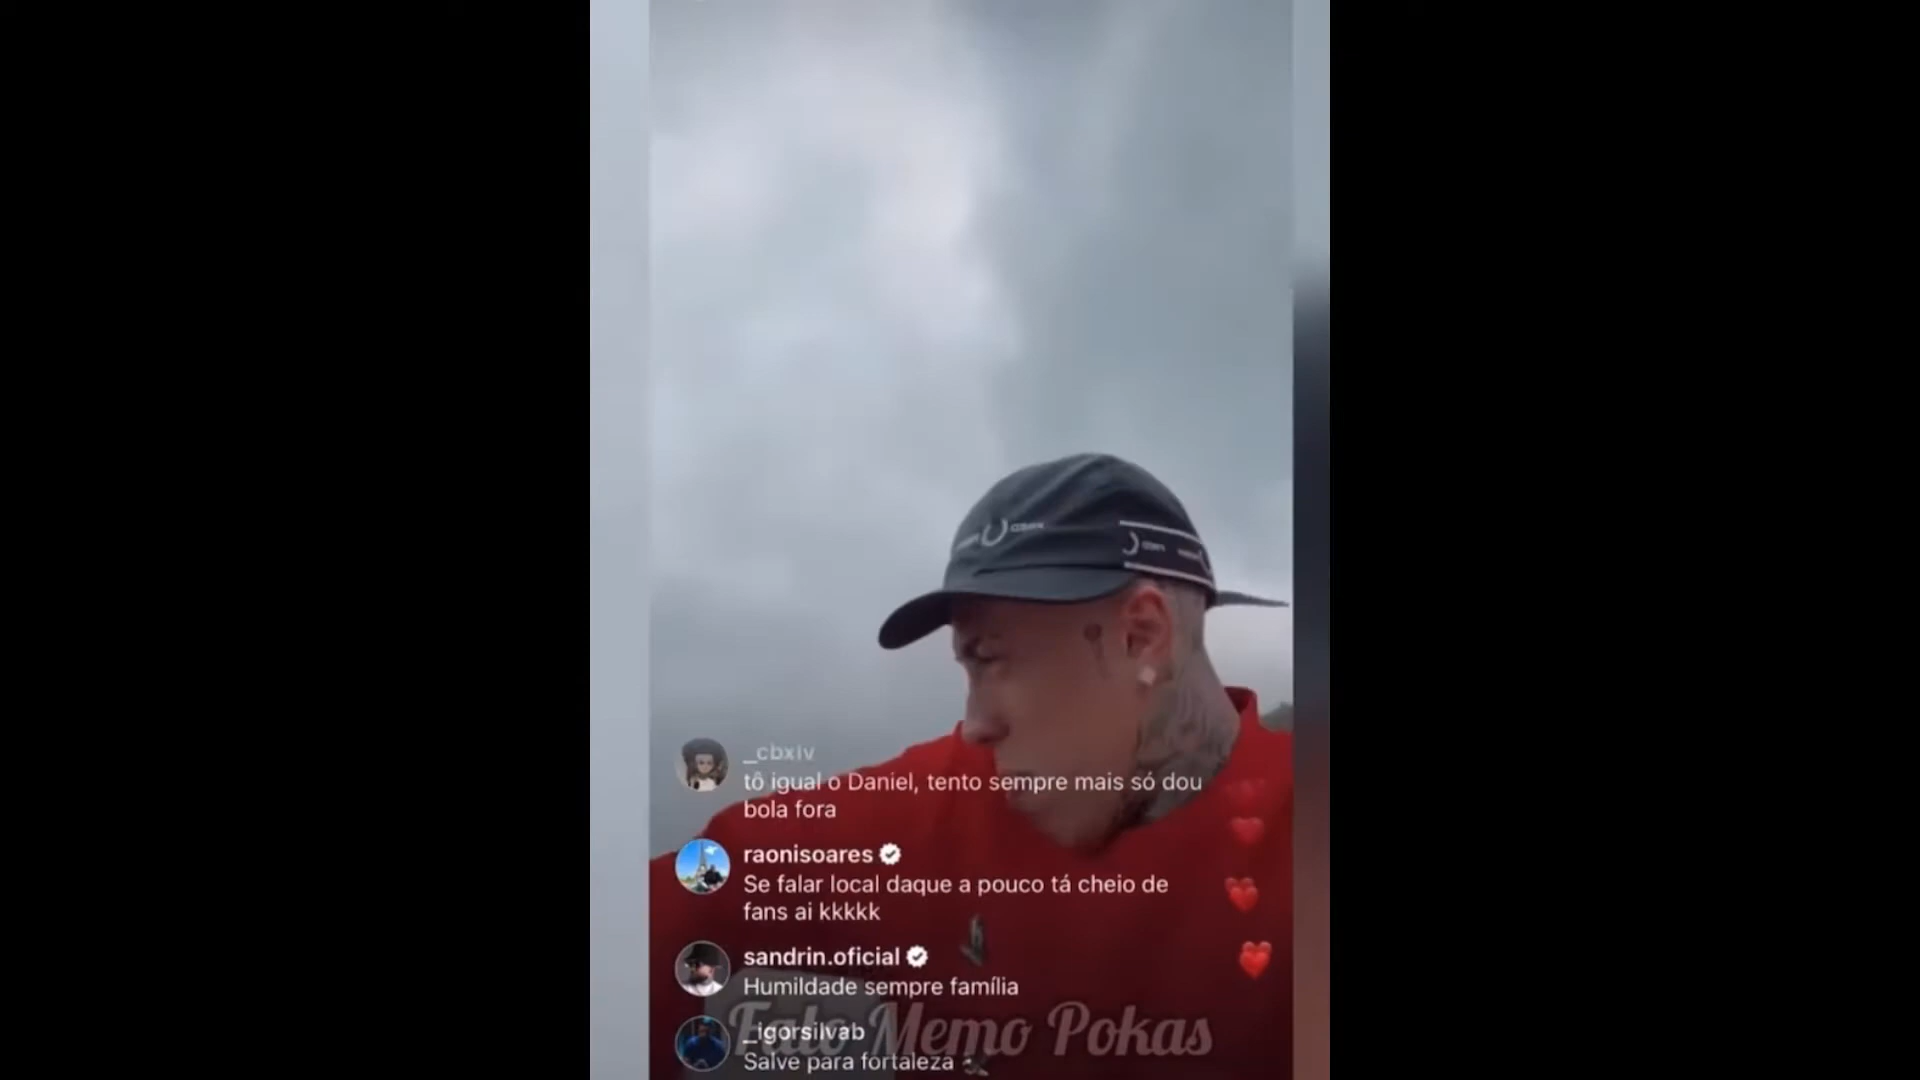 _cbxiv
tô igual o Daniel, tento sempre mais só dou
bola fora
raonisoares
Se falar local daque a pouco tá cheio de
fans ai kkkkk
sandrin.oficial
Humildade sempre família
_igorsilvab
Salve para fortaleza
Fato Memo Pokas